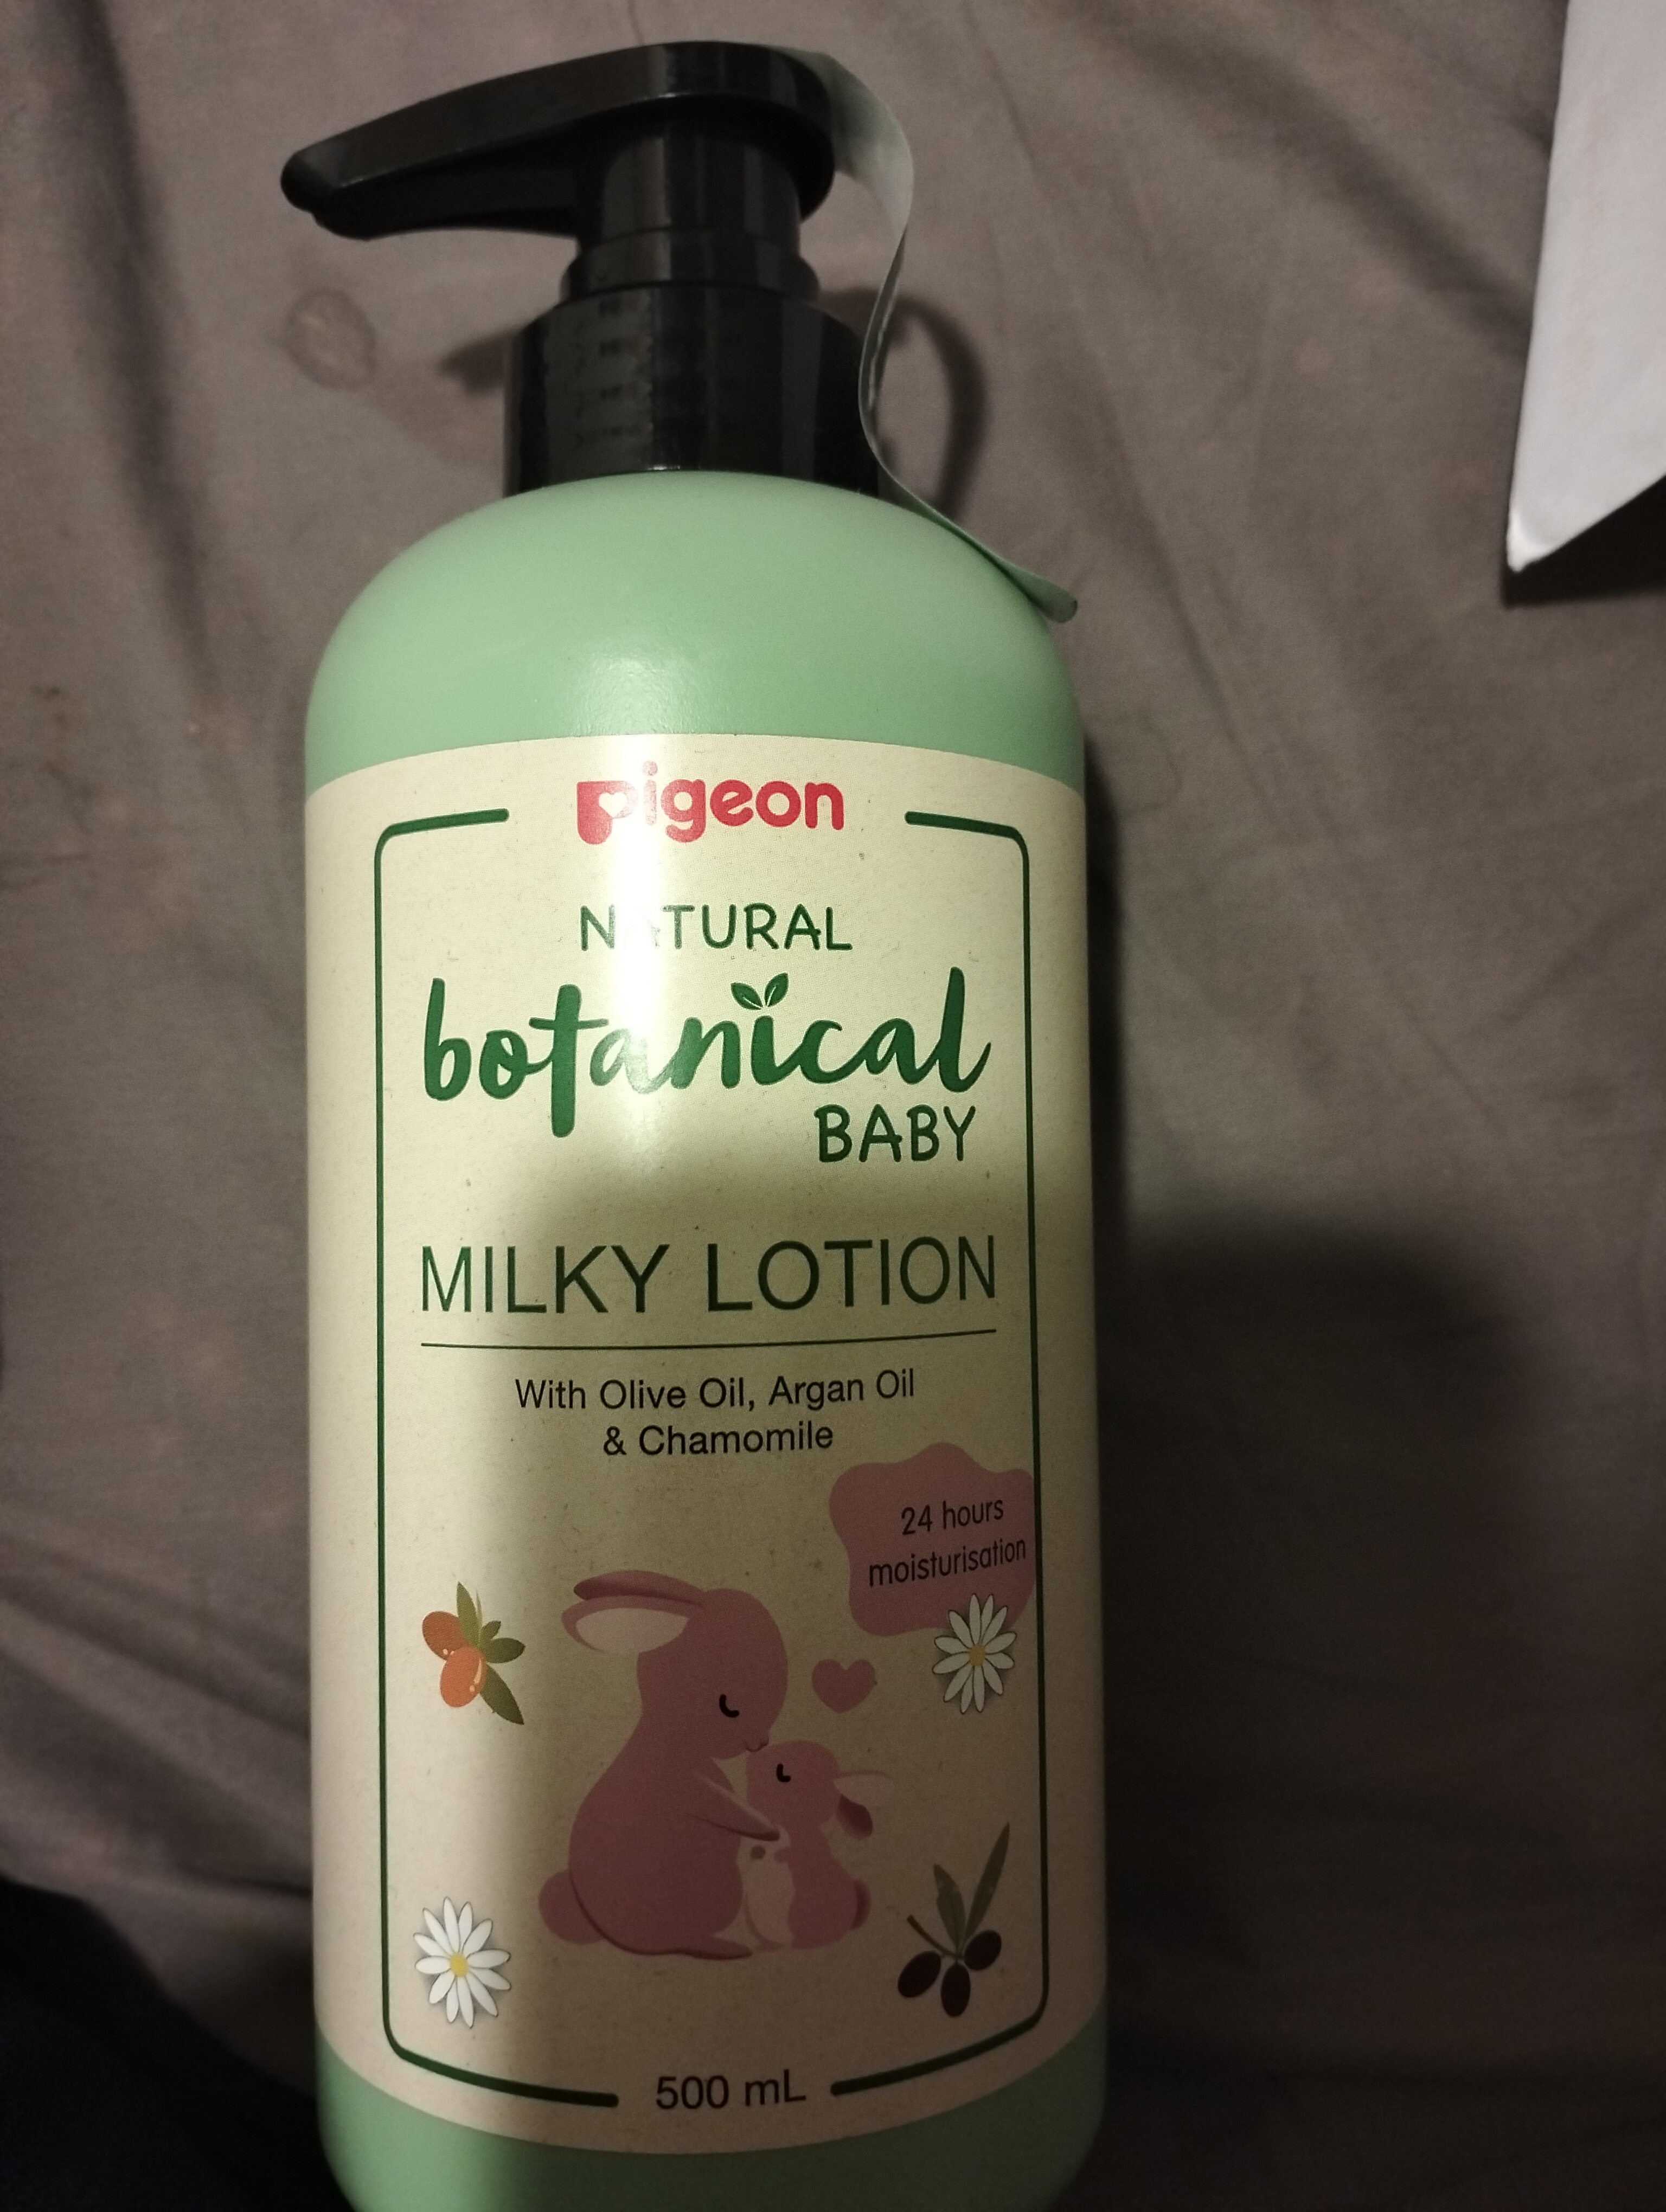 pigeon
NATURAL
botanical
BABY
MILKY LOTION
With Olive Oil, Argan Oil
& Chamomile
24 hours
moisturisation
500 mL